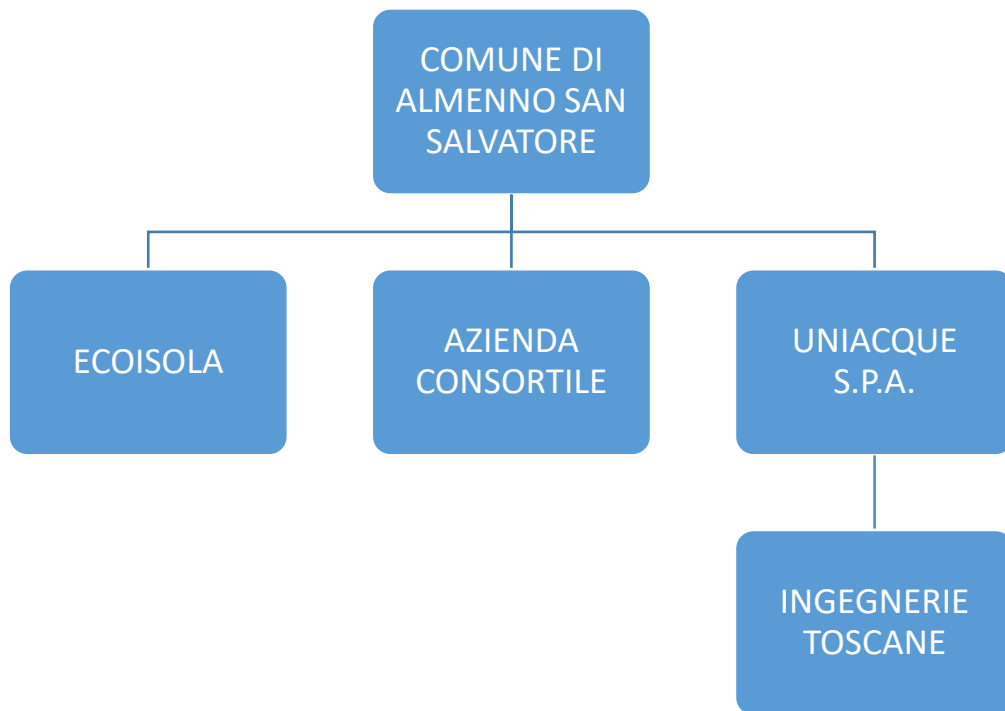 COMUNE DI
ALMENNO SAN
SALVATORE
ECOISOLA
AZIENDA
CONSORTILE
UNIACQUE
S.P.A.
INGEGNERIE
TOSCANE